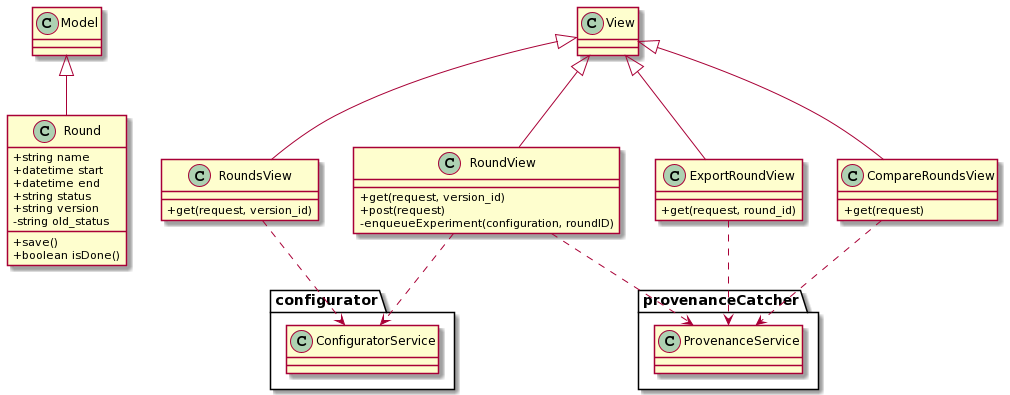 C Model
C View
C Round
+string name
+datetime start
+datetime end
+string status
+string version
-string old_status
+save()
+boolean isDone()
C RoundsView
+get(request, version_id)
C RoundView
+get(request, version_id)
+post(request)
-enqueueExperiment(configuration, roundID)
C ExportRoundView
+get(request, round_id)
C CompareRoundsView
+get(request)
configurator
C ConfiguratorService
provenanceCatcher
C ProvenanceService